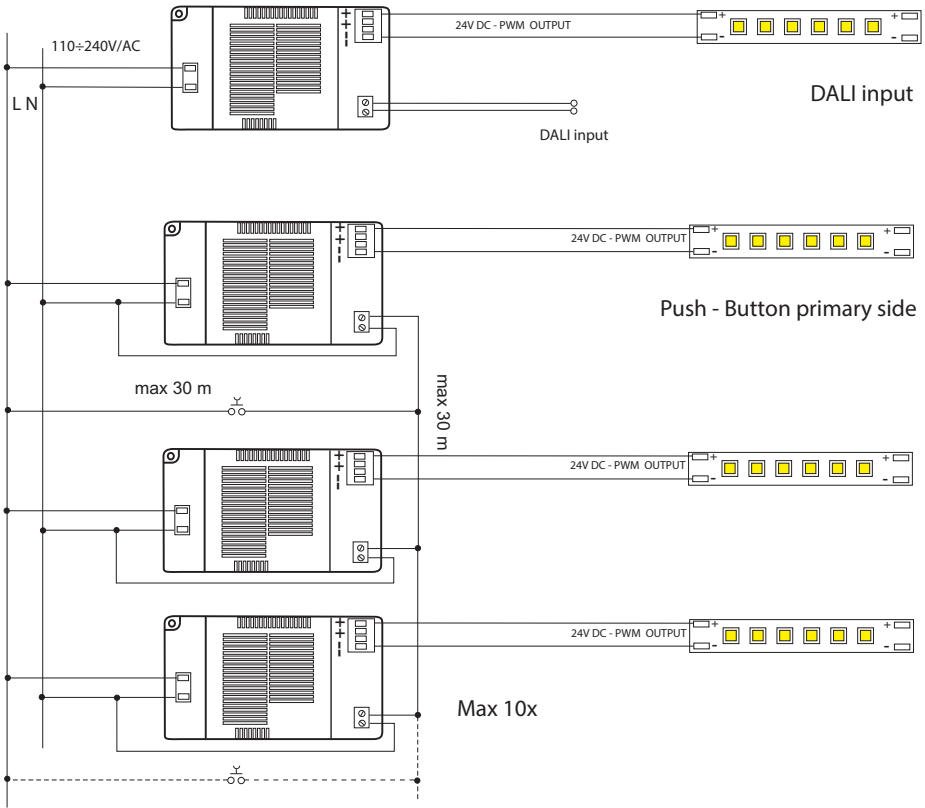 24V DC - PWM OUTPUT
+
-
+
-
110÷240V/AC
L N
DALI input
DALI input
24V DC - PWM OUTPUT
+
-
+
-
Push - Button primary side
max 30 m
max 30 m
24V DC - PWM OUTPUT
+
-
+
-
24V DC - PWM OUTPUT
+
-
+
-
Max 10x